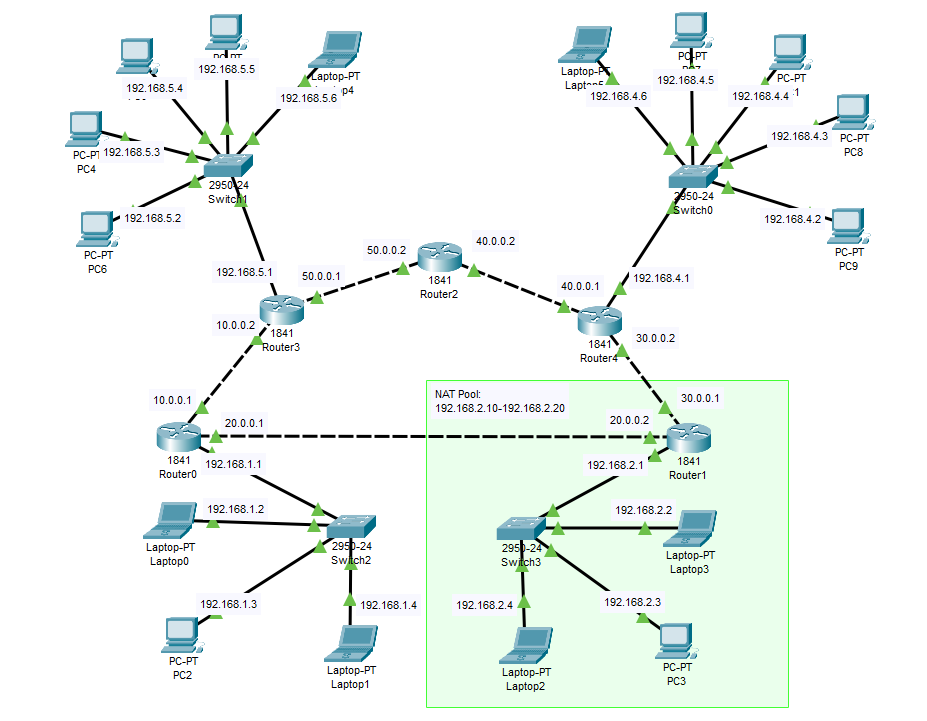 192.168.5.4
192.168.5.5
Laptop-PT
192.168.5.6
192.168.5.3
PC4
192.168.5.2
PC-PT
PC6
2950-24
Switch1
192.168.5.1
Laptop-PT
192.168.4.6
PC-PT
192.168.4.5
192.168.4.4
PC-PT
192.168.4.3
PC-PT
PC8
192.168.4.2
PC-PT
PC9
2950-24
Switch0
192.168.4.1
50.0.0.2
40.0.0.2
50.0.0.1
40.0.0.1
1841
Router2
10.0.0.2
1841
Router3
1841
Router4
30.0.0.2
10.0.0.1
20.0.0.1
1841
Router0
192.168.1.1
NAT Pool:
192.168.2.10-192.168.2.20
30.0.0.1
20.0.0.2
1841
Router1
192.168.2.1
192.168.1.2
Laptop-PT
Laptop0
2950-24
Switch2
192.168.1.3
192.168.1.4
PC-PT
PC2
Laptop-PT
Laptop1
192.168.2.2
2950-24
Switch3
Laptop-PT
Laptop3
192.168.2.4
192.168.2.3
Laptop-PT
Laptop2
PC-PT
PC3